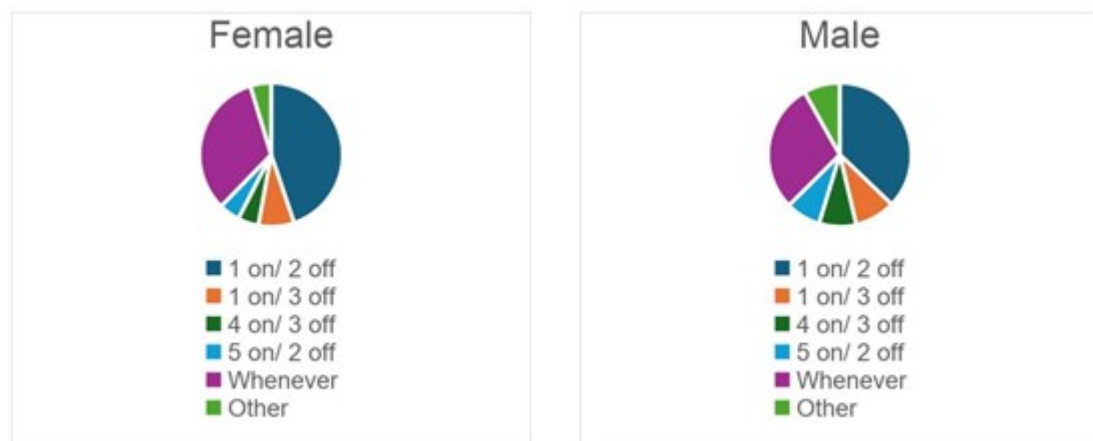 Female
1 on/ 2 off
1 on/ 3 off
4 on/ 3 off
5 on/ 2 off
Whenever
Other
Male
1 on/ 2 off
1 on/ 3 off
4 on/ 3 off
5 on/ 2 off
Whenever
Other